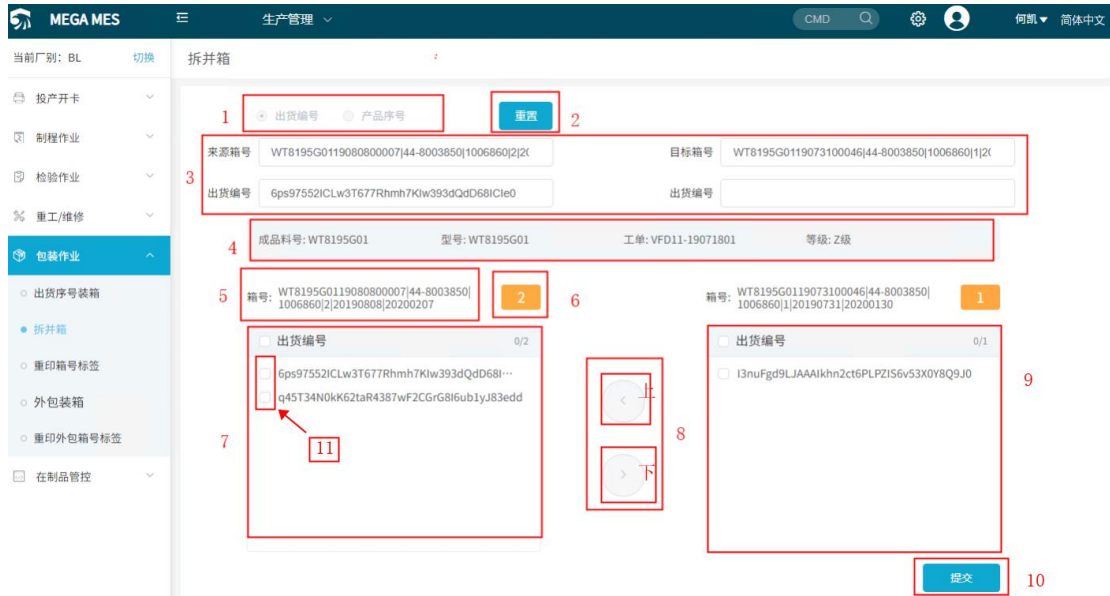 MEGA MES 生产管理 CMD 何凯 简体中文
当前厂别: BL 切换 拆并箱
投产开卡
制程作业
检验作业
重工/维修
包装作业
出货序号装箱
拆并箱
重印箱号标签
外包装箱
重印外包箱号标签
在制品管控
1 出货编号 产品序号 重置 2
来源箱号 WT8195G0119080800007|44-8003850|1006860|2|2( 目标箱号 WT8195G0119073100046|44-8003850|1006860|1|2(
3
出货编号 6ps97552ICLw3T677Rhmh7KIw393dQdD68ICIe0 出货编号
4 成品料号: WT8195G01 型号: WT8195G01 工单: VFD11-19071801 等级: Z级
5 箱号: WT8195G0119080800007|44-8003850|
1006860|2|20190808|20200207
2 6
箱号: WT8195G0119073100046|44-8003850|
1006860|1|20190731|20200130
1
出货编号 0/2
6ps97552ICLw3T677Rhmh7KIw393dQdD68I···
q45T34N0kK62taR4387wF2CGrG8I6ub1yJ83edd
11
7
上
下
8
出货编号 0/1
I3nuFgd9LJAAAIkhn2ct6PLPZIS6v53X0Y8Q9J0
9
提交 10